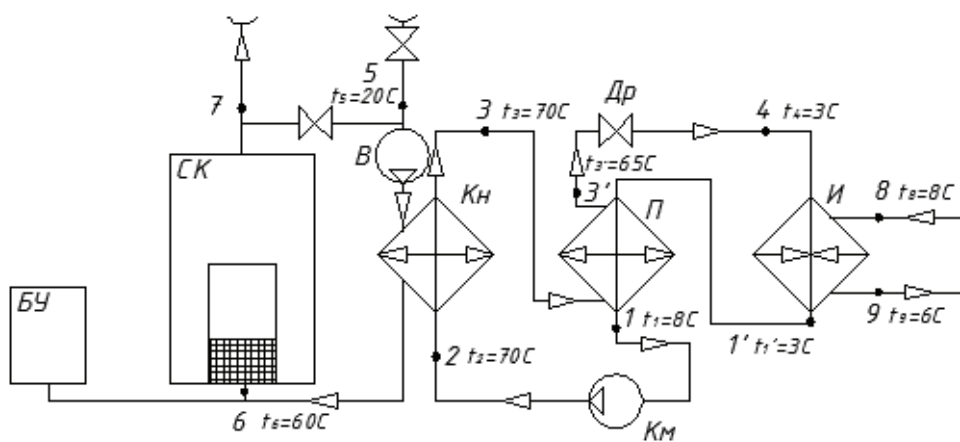 5
Др
7
t₅=20C
3 t₃=70C
4 t₄=3C
СК
В
t₃'=65C
Кн
3'
П
И
8 t₈=8C
БУ
1 t₁=8C
9 t₉=6C
2 t₂=70C
1' t₁'=3C
6 t₆=60C
Км